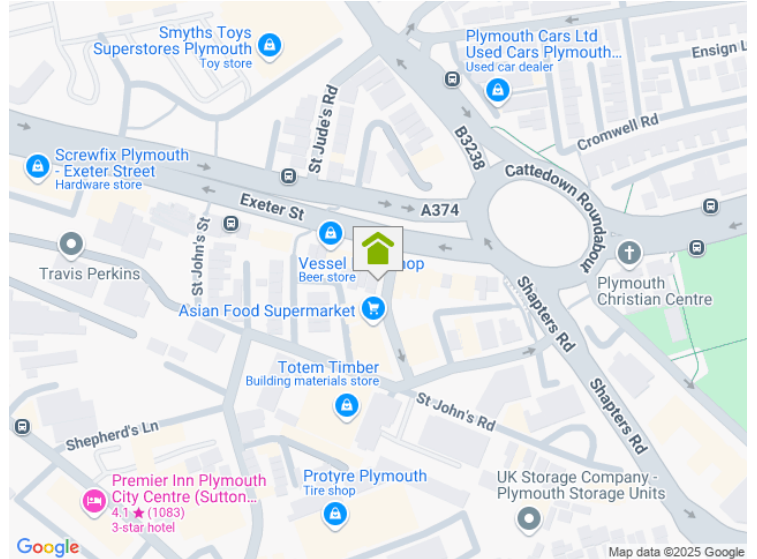 Smyths Toys
Superstores Plymouth
Toy store
Plymouth Cars Ltd
Used Cars Plymouth...
Used car dealer
Ensign L
St Jude's Rd
B3238
Cromwell Rd
Screwfix Plymouth
- Exeter Street
Hardware store
Cattedown Roundabout
Exeter St
A374
St John's St
Travis Perkins
Vessel
op
Beer store
Plymouth
Christian Centre
Asian Food Supermarket
Shapters Rd
Totem Timber
Building materials store
Shapters Rd
St John's Rd
Shepherd's Ln
Premier Inn Plymouth
City Centre (Sutton...
4.1 ★ (1083)
3-star hotel
Protyre Plymouth
Tire shop
UK Storage Company -
Plymouth Storage Units
Google
Map data ©2025 Google